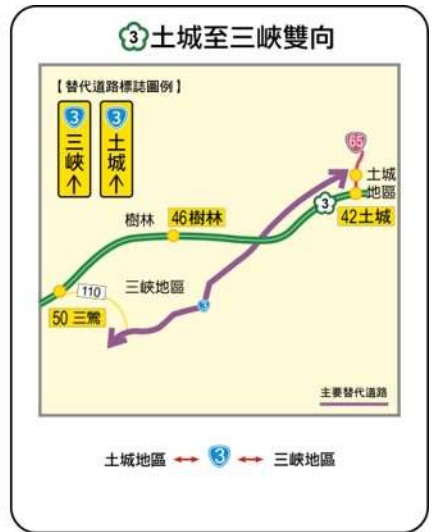 3 土城至三峽雙向
【替代道路標誌圖例】
3 三峽↑
3 土城↑
65
土城
地區
3
42土城
樹林
46樹林
110
三峽地區
3
50 三鶯
主要替代道路
土城地區 ↔ 3 ↔ 三峽地區